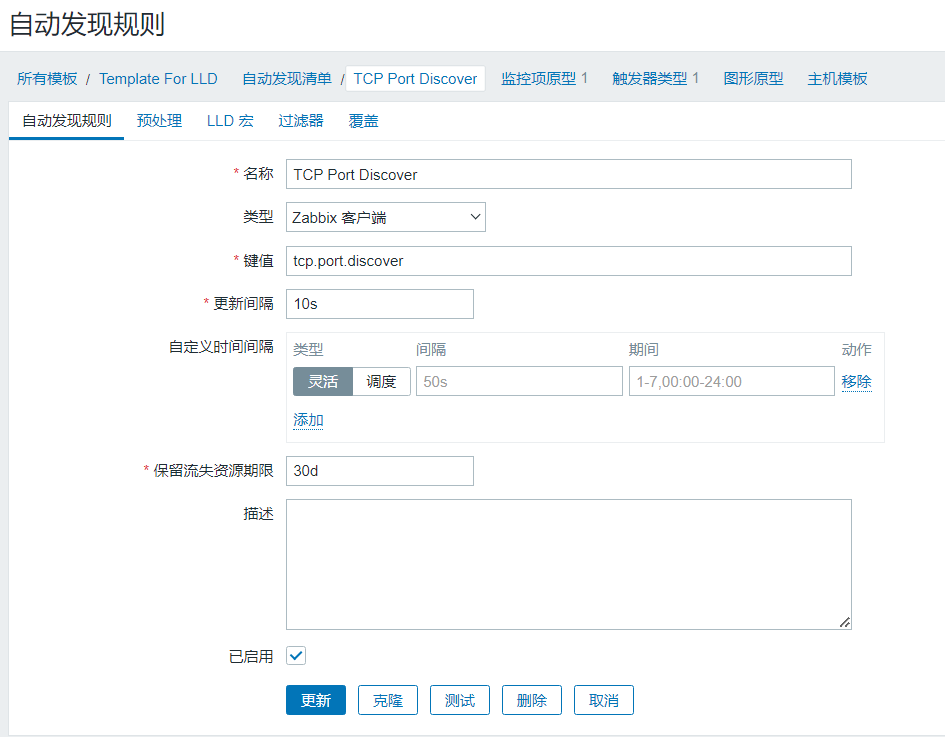 自动发现规则
所有模板 / Template For LLD 自动发现清单 / TCP Port Discover 监控项原型 1 触发器类型 1 图形原型 主机模板
自动发现规则 预处理 LLD 宏 过滤器 覆盖
* 名称 TCP Port Discover
类型 Zabbix 客户端
* 键值 tcp.port.discover
* 更新间隔 10s
自定义时间间隔 类型 间隔 期间 动作
灵活 调度 50s 1-7,00:00-24:00 移除
添加
* 保留流失资源期限 30d
描述
已启用
更新 克隆 测试 删除 取消